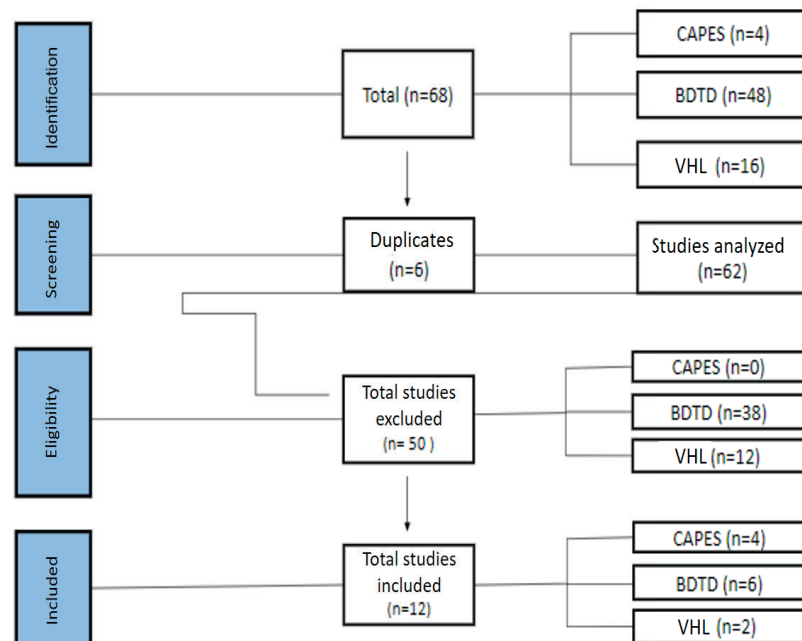 Identification
Total (n=68)
CAPES (n=4)
BDTD (n=48)
VHL (n=16)
Screening
Duplicates
(n=6)
Studies analyzed
(n=62)
Eligibility
Total studies
excluded
(n= 50 )
CAPES (n=0)
BDTD (n=38)
VHL (n=12)
Included
Total studies
included
(n=12)
CAPES (n=4)
BDTD (n=6)
VHL (n=2)